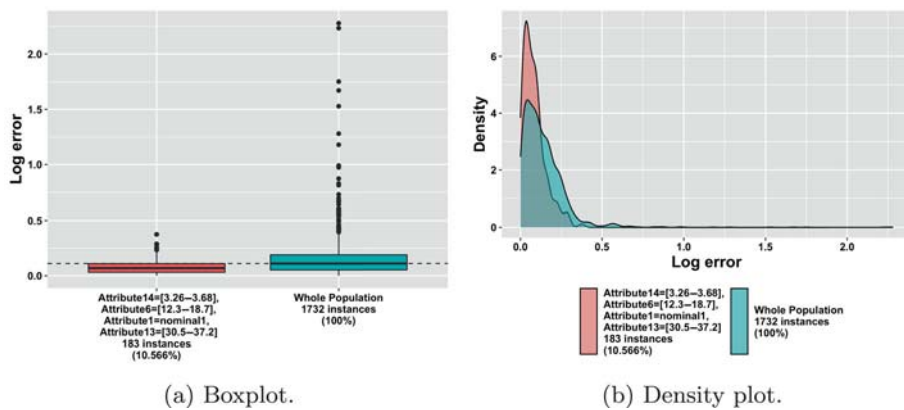 Log error
2.0
1.5
1.0
0.5
0.0
Attribute14=[3.26–3.68],
Attribute6=[12.3–18.7],
Attribute1=nominal1,
Attribute13=[30.5–37.2]
183 instances
(10.566%)
Whole Population
1732 instances
(100%)
(a) Boxplot.
Density
6
4
2
0
0.0 0.5 1.0 1.5 2.0
Log error
Attribute14=[3.26–3.68],
Attribute6=[12.3–18.7],
Attribute1=nominal1,
Attribute13=[30.5–37.2]
183 instances
(10.566%)
Whole Population
1732 instances
(100%)
(b) Density plot.